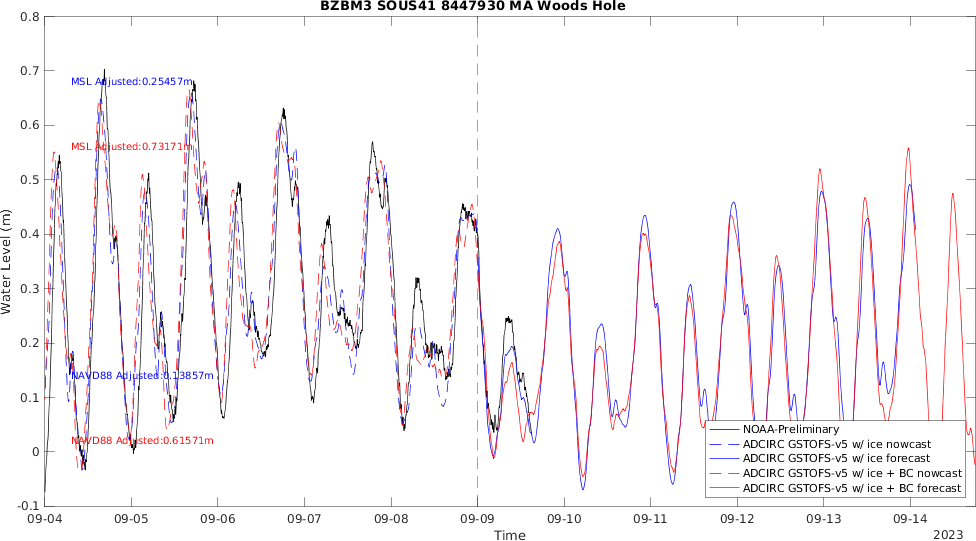 BZBM3 SOUS41 8447930 MA Woods Hole
Water Level (m)
0.8
0.7
0.6
0.5
0.4
0.3
0.2
0.1
0
-0.1
MSL Adjusted:0.25457m
MSL Adjusted:0.73171m
NAVD88 Adjusted:0.13857m
NAVD88 Adjusted:0.61571m
NOAA-Preliminary
ADCIRC GSTOFS-v5 w/ ice nowcast
ADCIRC GSTOFS-v5 w/ ice forecast
ADCIRC GSTOFS-v5 w/ ice + BC nowcast
ADCIRC GSTOFS-v5 w/ ice + BC forecast
09-04 09-05 09-06 09-07 09-08 09-09 09-10 09-11 09-12 09-13 09-14
Time
2023